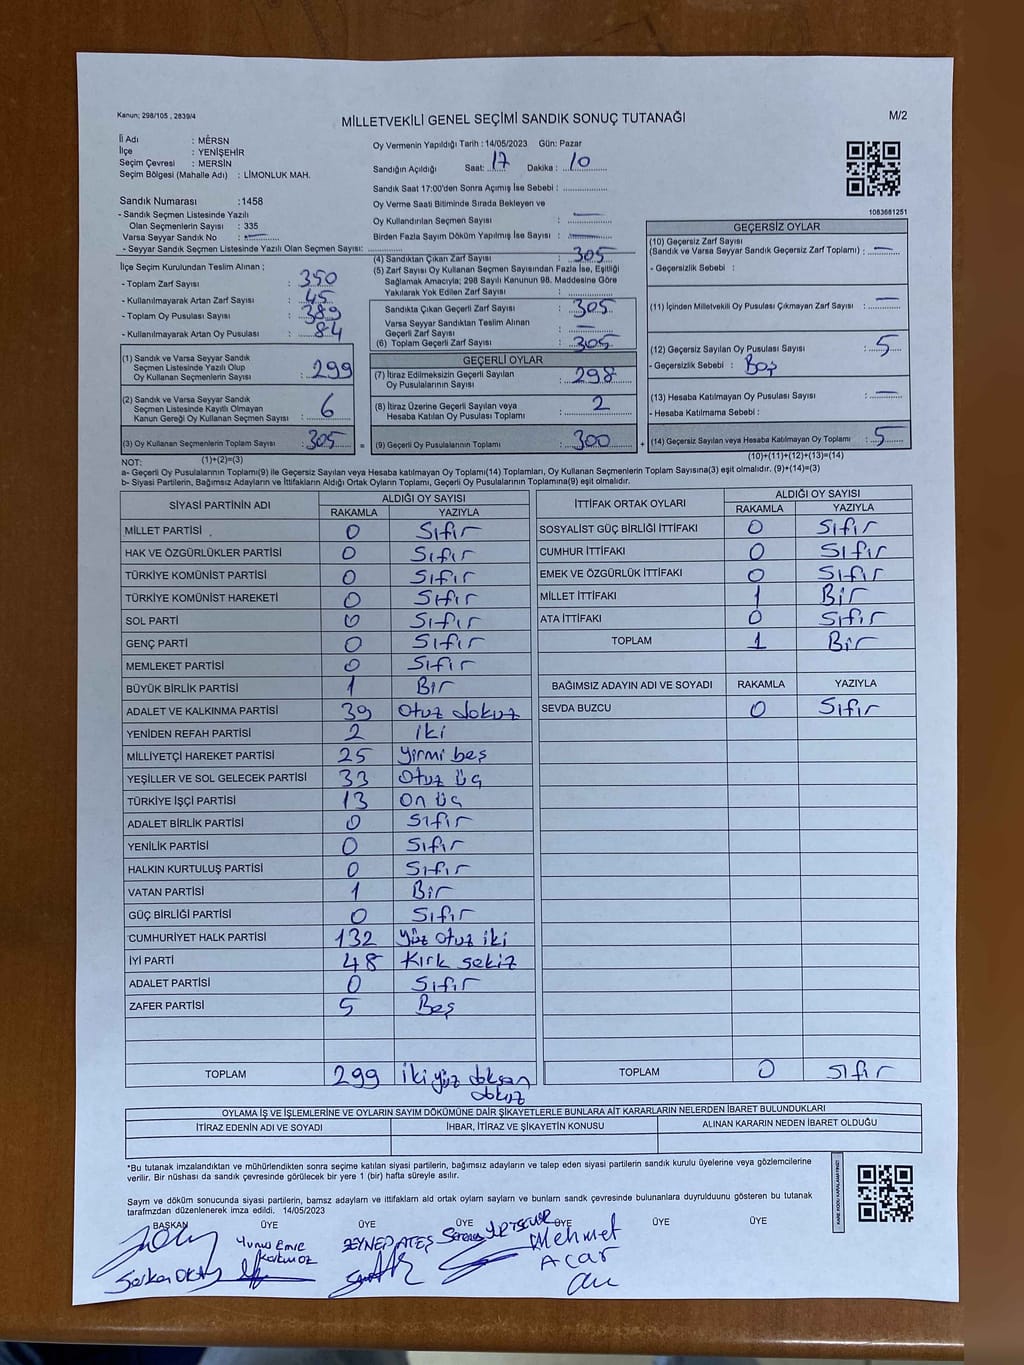 Kanun; 298/105 , 2839/4
MİLLETVEKİLİ GENEL SEÇİMİ SANDIK SONUÇ TUTANAĞI
M/2
İl Adı : MERSN
İlçe : YENİŞEHİR
Seçim Çevresi : MERSİN
Seçim Bölgesi (Mahalle Adı) : LİMONLUK MAH.
Oy Vermenin Yapıldığı Tarih : 14/05/2023 Gün: Pazar
Sandığın Açıldığı Saat: 17 Dakika : 10
Sandık Saat 17:00'den Sonra Açımış İse Sebebi :
Oy Verme Saati Bitiminde Sırada Bekleyen ve
Oy Kullandırılan Seçmen Sayısı : —
Birden Fazla Sayım Döküm Yapılmış İse Sayısı : —
1083681251
Sandık Numarası :1458
- Sandık Seçmen Listesinde Yazılı
Olan Seçmenlerin Sayısı : 335
Varsa Seyyar Sandık No : —
- Seyyar Sandık Seçmen Listesinde Yazıl Olan Seçmen Sayısı:
İlçe Seçim Kurulundan Teslim Alınan ;
- Toplam Zarf Sayısı : 350
- Kullanılmayarak Artan Zarf Sayısı : 45
- Toplam Oy Pusulası Sayısı : 389
- Kullanılmayarak Artan Oy Pusulası : 84
(1) Sandık ve Varsa Seyyar Sandık
Seçmen Listesinde Yazılı Olup
Oy Kullanan Seçmenlerin Sayısı : 299
(2) Sandık ve Varsa Seyyar Sandık
Seçmen Listesinde Kayıtlı Olmayan
Kanun Gereği Oy Kullanan Seçmen Sayısı : 6
(3) Oy Kullanan Seçmenlerin Toplam Sayısı : 305 =
(1)+(2)=(3)
(4) Sandıktan Çıkan Zarf Sayısı : 305
(5) Zarf Sayısı Oy Kullanan Seçmen Sayısından Fazla İse, Eşitliği
Sağlamak Amacıyla; 298 Sayılı Kanunun 98. Maddesine Göre
Yakılarak Yok Edilen Zarf Sayısı :
Sandıkta Çıkan Geçerli Zarf Sayısı : 305
Varsa Seyyar Sandıktan Teslim Alınan
Geçerli Zarf Sayısı : —
(6) Toplam Geçerli Zarf Sayısı : 305
GEÇERLİ OYLAR
(7) İtiraz Edilmeksizin Geçerli Sayılan
Oy Pusulalarının Sayısı : 298
(8) İtiraz Üzerine Geçerli Sayılan veya
Hesaba Katılan Oy Pusulası Toplamı : 2
(9) Geçerli Oy Pusulalarının Toplamı : 300 +
GEÇERSİZ OYLAR
(10) Geçersiz Zarf Sayısı
(Sandık ve Varsa Seyyar Sandık Geçersiz Zarf Toplamı) : —
- Geçersizlik Sebebi :
(11) İçinden Milletvekili Oy Pusulası Çıkmayan Zarf Sayısı : —
(12) Geçersiz Sayılan Oy Pusulası Sayısı : 5
- Geçersizlik Sebebi : Boş
(13) Hesaba Katılmayan Oy Pusulası Sayısı : —
- Hesaba Katılmama Sebebi :
(14) Geçersiz Sayılan veya Hesaba Katılmayan Oy Toplamı : 5
(10)+(11)+(12)+(13)=(14)
NOT:
a- Geçerli Oy Pusulalarının Toplamı(9) ile Geçersiz Sayılan veya Hesaba katılmayan Oy Toplamı(14) Toplamları, Oy Kullanan Seçmenlerin Toplam Sayısına(3) eşit olmalıdır. (9)+(14)=(3)
b- Siyasi Partilerin, Bağımsız Adayların ve İttifakların Aldığı Ortak Oyların Toplamı, Geçerli Oy Pusulalarının Toplamına(9) eşit olmalıdır.
SİYASİ PARTİNİN ADI ALDIĞI OY SAYISI
RAKAMLA YAZIYLA
MİLLET PARTİSİ 0 Sıfır
HAK VE ÖZGÜRLÜKLER PARTİSİ 0 Sıfır
TÜRKİYE KOMÜNİST PARTİSİ 0 Sıfır
TÜRKİYE KOMÜNİST HAREKETİ 0 Sıfır
SOL PARTİ 0 Sıfır
GENÇ PARTİ 0 Sıfır
MEMLEKET PARTİSİ 0 Sıfır
BÜYÜK BİRLİK PARTİSİ 1 Bir
ADALET VE KALKINMA PARTİSİ 39 Otuz dokuz
YENİDEN REFAH PARTİSİ 2 iki
MİLLİYETÇİ HAREKET PARTİSİ 25 Yirmi beş
YEŞİLLER VE SOL GELECEK PARTİSİ 33 Otuz üç
TÜRKİYE İŞÇİ PARTİSİ 13 On üç
ADALET BİRLİK PARTİSİ 0 Sıfır
YENİLİK PARTİSİ 0 Sıfır
HALKIN KURTULUŞ PARTİSİ 0 Sıfır
VATAN PARTİSİ 1 Bir
GÜÇ BİRLİĞİ PARTİSİ 0 Sıfır
CUMHURİYET HALK PARTİSİ 132 Yüz otuz iki
İYİ PARTİ 48 Kırk sekiz
ADALET PARTİSİ 0 Sıfır
ZAFER PARTİSİ 5 Beş
TOPLAM 299 iki yüz doksan
dokuz
İTTİFAK ORTAK OYLARI ALDIĞI OY SAYISI
RAKAMLA YAZIYLA
SOSYALİST GÜÇ BİRLİĞİ İTTİFAKI 0 Sıfır
CUMHUR İTTİFAKI 0 Sıfır
EMEK VE ÖZGÜRLÜK İTTİFAKI 0 Sıfır
MİLLET İTTİFAKI 1 Bir
ATA İTTİFAKI 0 Sıfır
TOPLAM 1 Bir
BAĞIMSIZ ADAYIN ADI VE SOYADI RAKAMLA YAZIYLA
SEVDA BUZCU 0 Sıfır
TOPLAM 0 Sıfır
OYLAMA İŞ VE İŞLEMLERİNE VE OYLARIN SAYIM DÖKÜMÜNE DAİR ŞİKAYETLERLE BUNLARA AİT KARARLARIN NELERDEN İBARET BULUNDUKLARI
İTİRAZ EDENİN ADI VE SOYADI İHBAR, İTİRAZ VE ŞİKAYETİN KONUSU ALINAN KARARIN NEDEN İBARET OLDUĞU
*Bu tutanak imzalandıktan ve mühürlendikten sonra seçime katılan siyasi partilerin, bağımsız adayların ve talep eden siyasi partilerin sandık kurulu üyelerine veya gözlemcilerine
verilir. Bir nüshası da sandık çevresinde görülecek bir yere 1 (bir) hafta süreyle asılır.
Sayım ve döküm sonucunda siyasi partilerin, bamsız adayların ve ittifakların ald ortak oyların sayların ve bunların sandık çevresinde bulunanlara duyrulduunu gösteren bu tutanak
tarafmzdan düzenlenerek imza edildi. 14/05/2023
BAŞKAN ÜYE ÜYE ÜYE ÜYE ÜYE ÜYE
Serkan Oktay
Yunus Emre
Korkmaz
ZEYNEP ATEŞ
Mehmet
Acar